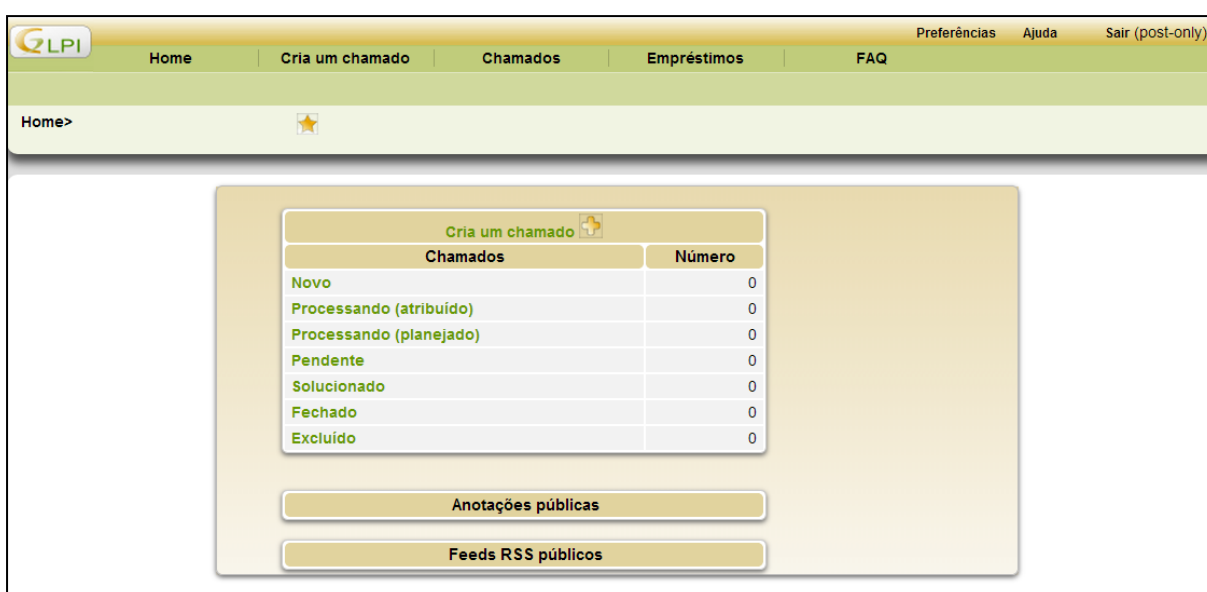 GLPI
Preferências Ajuda Sair (post-only)
Home Cria um chamado Chamados Empréstimos FAQ
Home>
Cria um chamado
Chamados Número
Novo 0
Processando (atribuído) 0
Processando (planejado) 0
Pendente 0
Solucionado 0
Fechado 0
Excluído 0
Anotações públicas
Feeds RSS públicos